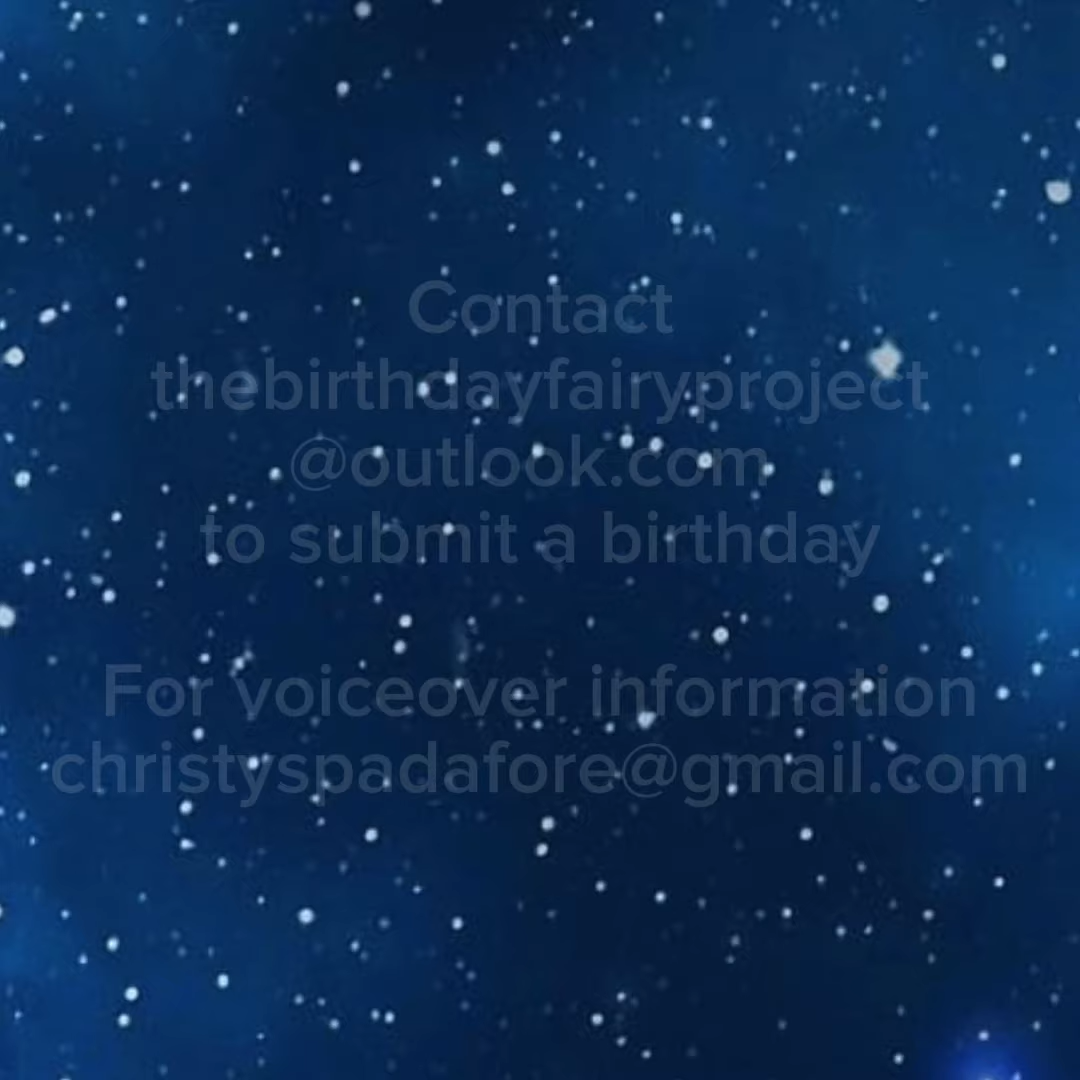 Contact
thebirthdayfairyproject
@outlook.com
to submit a birthday
For voiceover information
christyspadafore@gmail.com